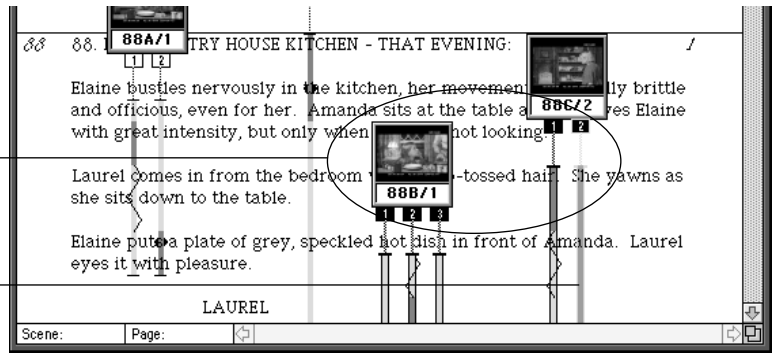 88 88. TRY HOUSE KITCHEN - THAT EVENING: 1
88A/1
1 2
Elaine bustles nervously in the kitchen, her movemen lly brittle
and officious, even for her. Amanda sits at the table a ves Elaine
with great intensity, but only when not looking.
88C/2
1 2
Laurel comes in from the bedroom -tossed hair. She yawns as
she sits down to the table.
88B/1
1 2 3
Elaine puts a plate of grey, speckled hot dish in front of Amanda. Laurel
eyes it with pleasure.
LAUREL
Scene: Page: